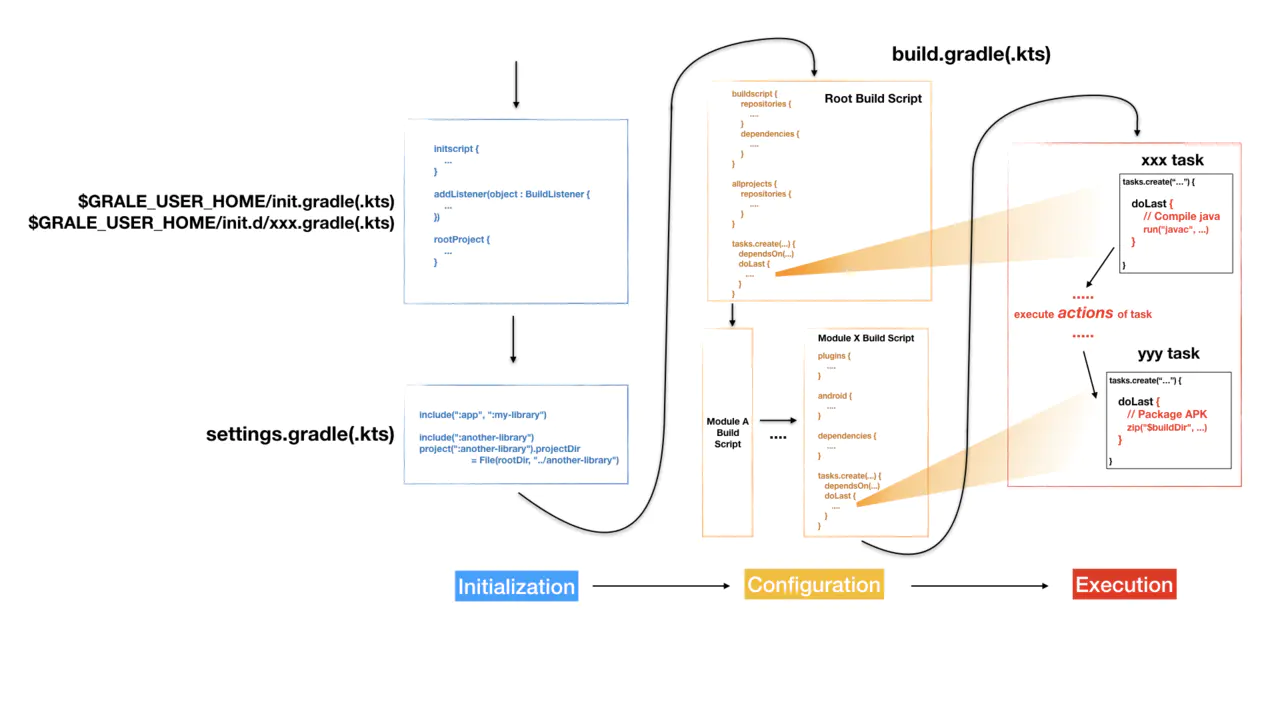 $GRALE_USER_HOME/init.gradle(.kts)
$GRALE_USER_HOME/init.d/xxx.gradle(.kts)
initscript {
...
}
addListener(object : BuildListener {
...
})
rootProject {
...
}
settings.gradle(.kts)
include(":app", ":my-library")
include(":another-library")
project(":another-library").projectDir
= File(rootDir, "../another-library")
build.gradle(.kts)
Root Build Script
buildscript {
repositories {
....
}
dependencies {
....
}
}
allprojects {
repositories {
....
}
}
tasks.create(...) {
dependsOn(...)
doLast {
....
}
}
Module A
Build
Script
....
Module X Build Script
plugins {
....
}
android {
....
}
dependencies {
....
}
tasks.create(...) {
dependsOn(...)
doLast {
....
}
}
xxx task
tasks.create("...") {
doLast {
// Compile java
run("javac", ...)
}
}
.....
execute actions of task
.....
yyy task
tasks.create("...") {
doLast {
// Package APK
zip("$buildDir", ...)
}
}
Initialization
Configuration
Execution